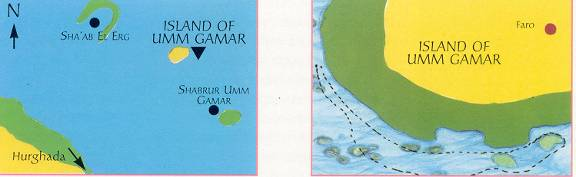 N
SHA'AB EL ERG
ISLAND OF
UMM GAMAR
SHABRUR UMM
GAMAR
Hurghada
Faro
ISLAND OF
UMM GAMAR